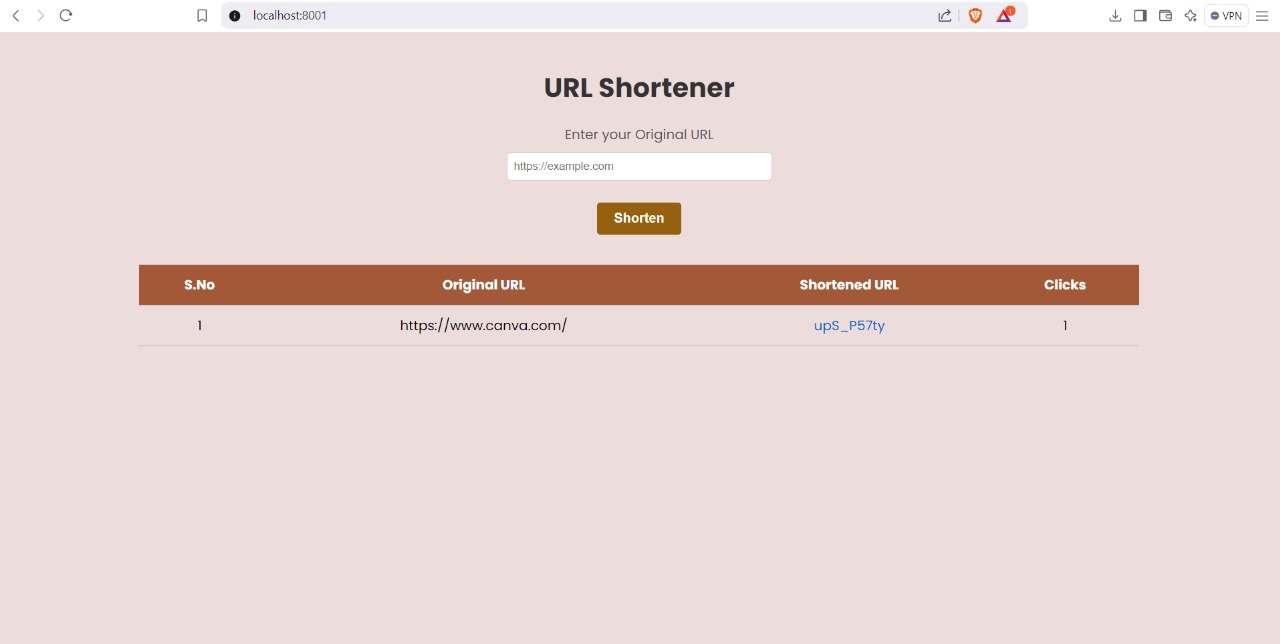 localhost:8001
1
VPN
URL Shortener
Enter your Original URL
https://example.com
Shorten
S.No Original URL Shortened URL Clicks
1 https://www.canva.com/ upS_P57ty 1